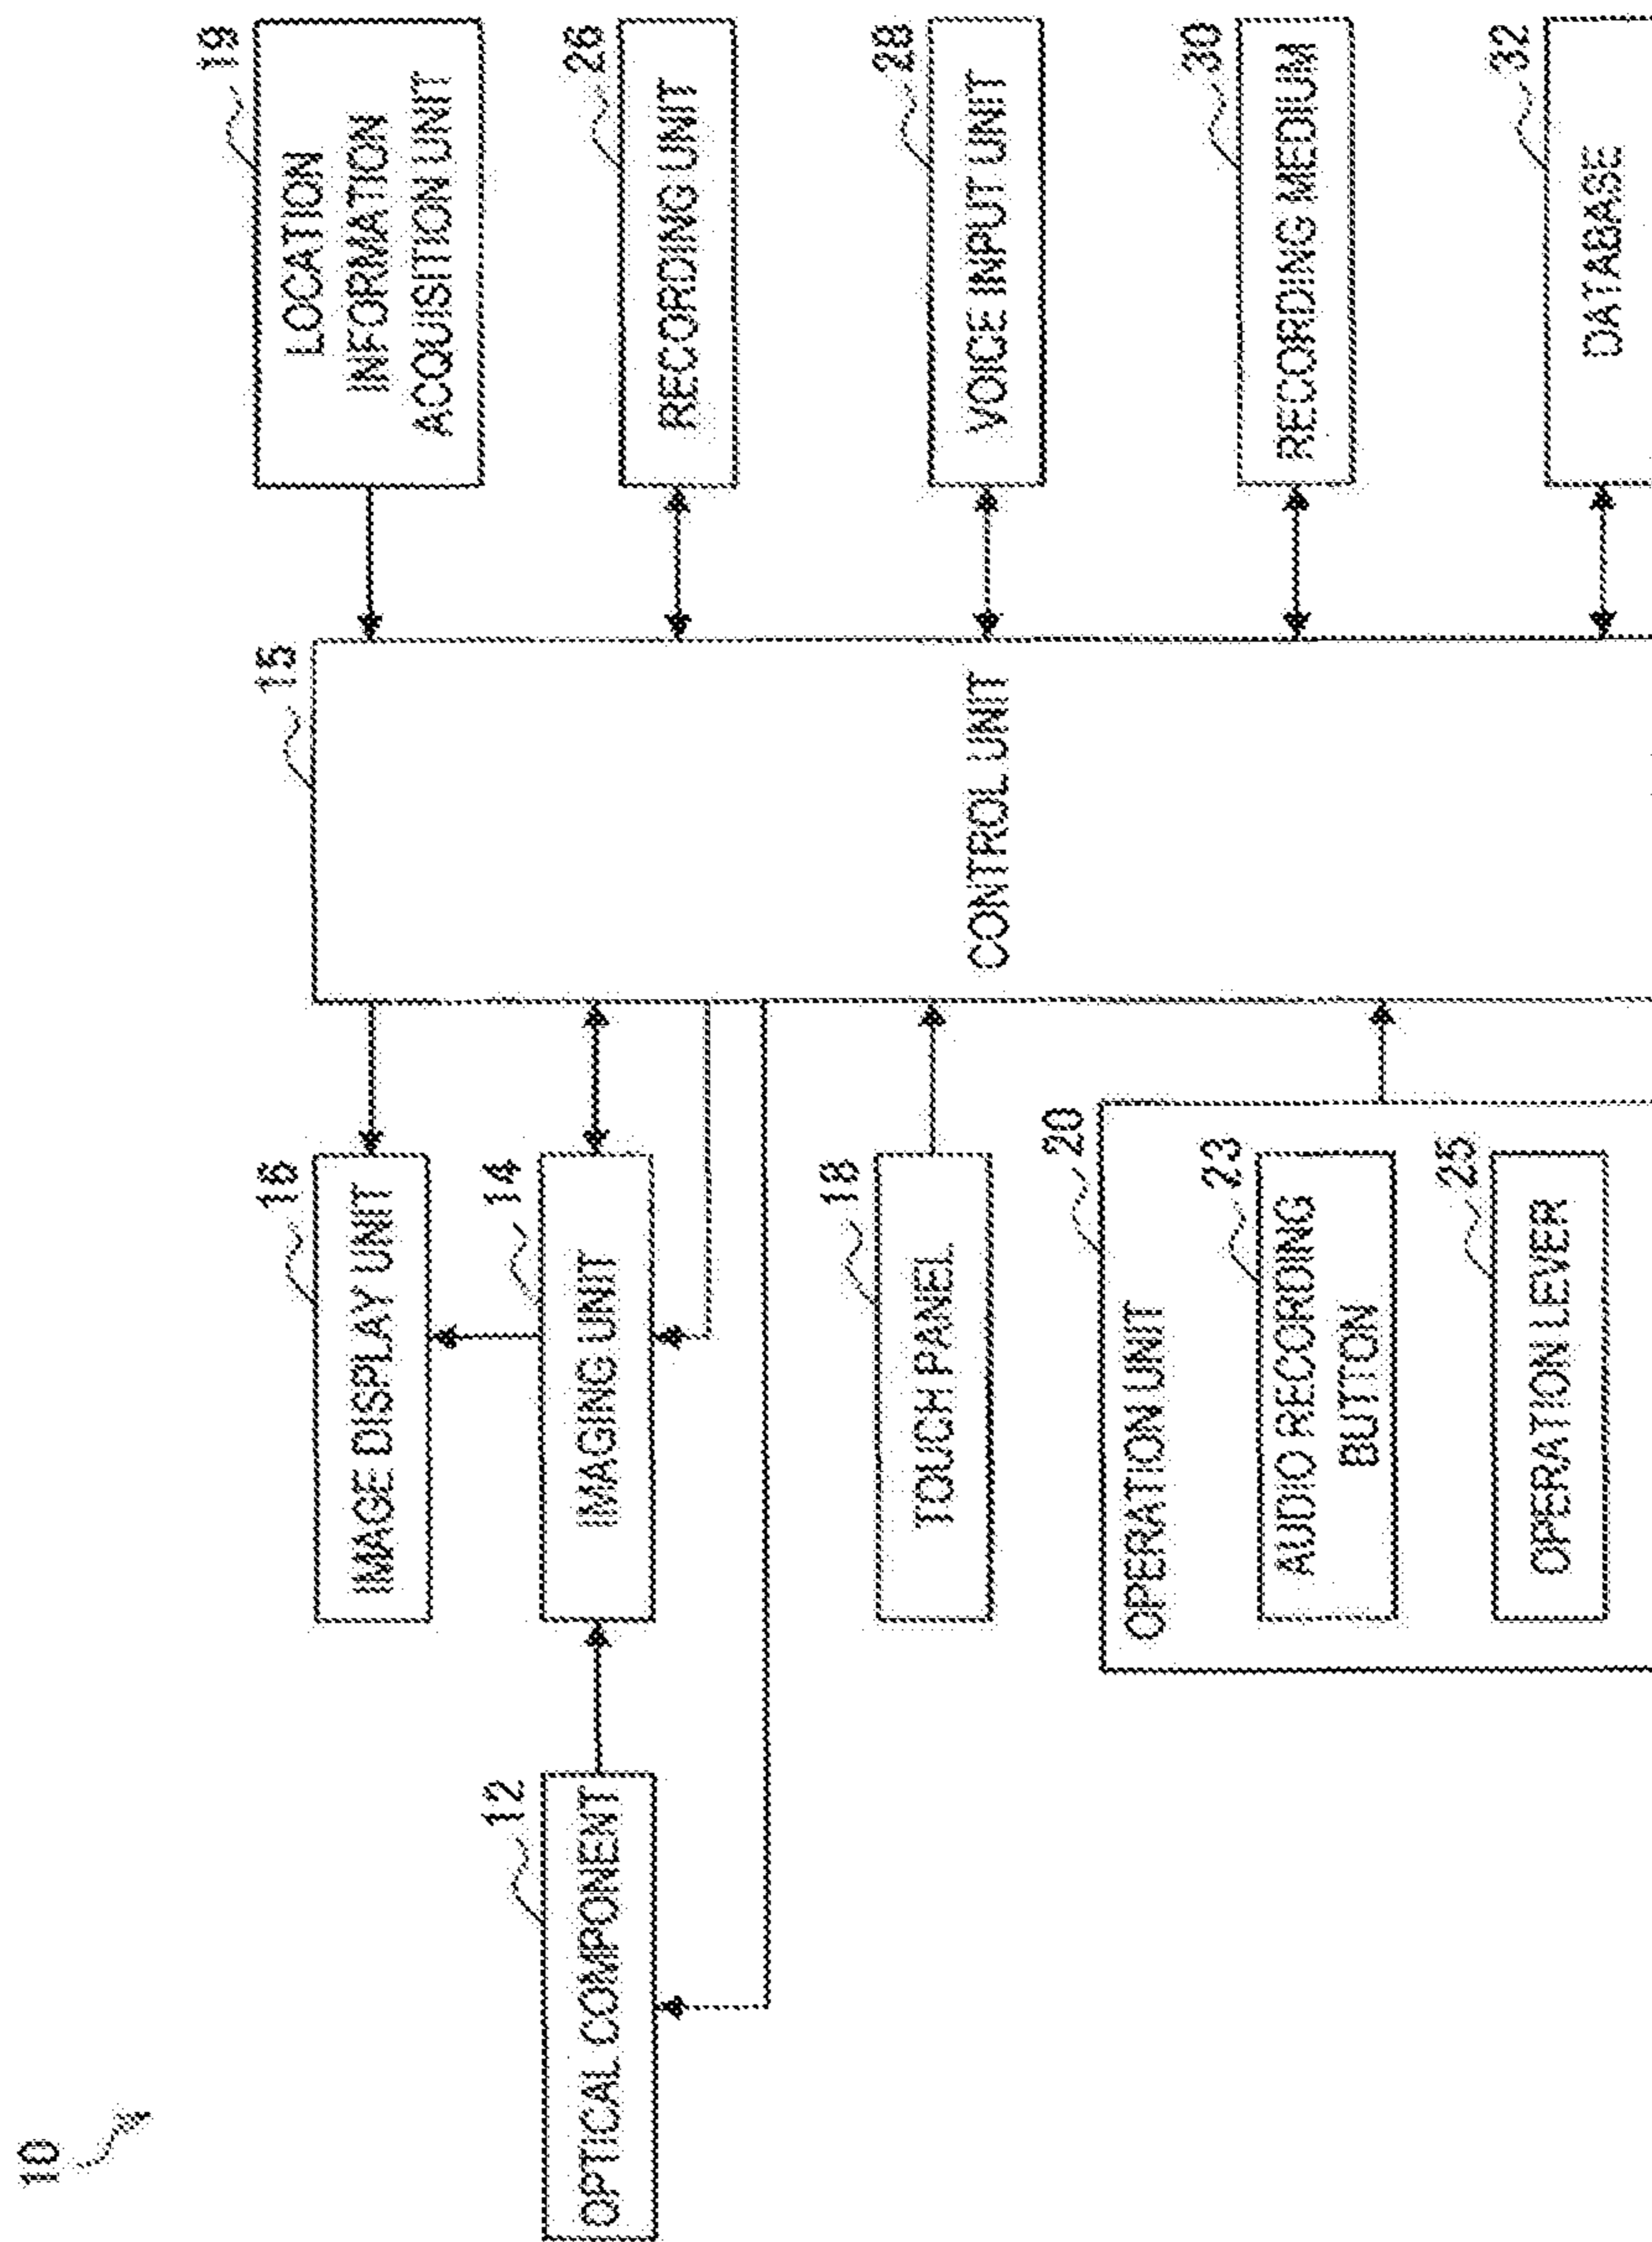 10
19
LOCATION
INFORMATION
ACQUISITION UNIT
15
16
IMAGE DISPLAY UNIT
26
RECORDING UNIT
12
OPTICAL COMPONENT
14
IMAGING UNIT
28
VOICE INPUT UNIT
CONTROL UNIT
18
TOUCH PANEL
30
RECORDING MEDIUM
20
OPERATION UNIT
23
AUDIO RECORDING
BUTTON
32
DATABASE
25
OPERATION LEVER